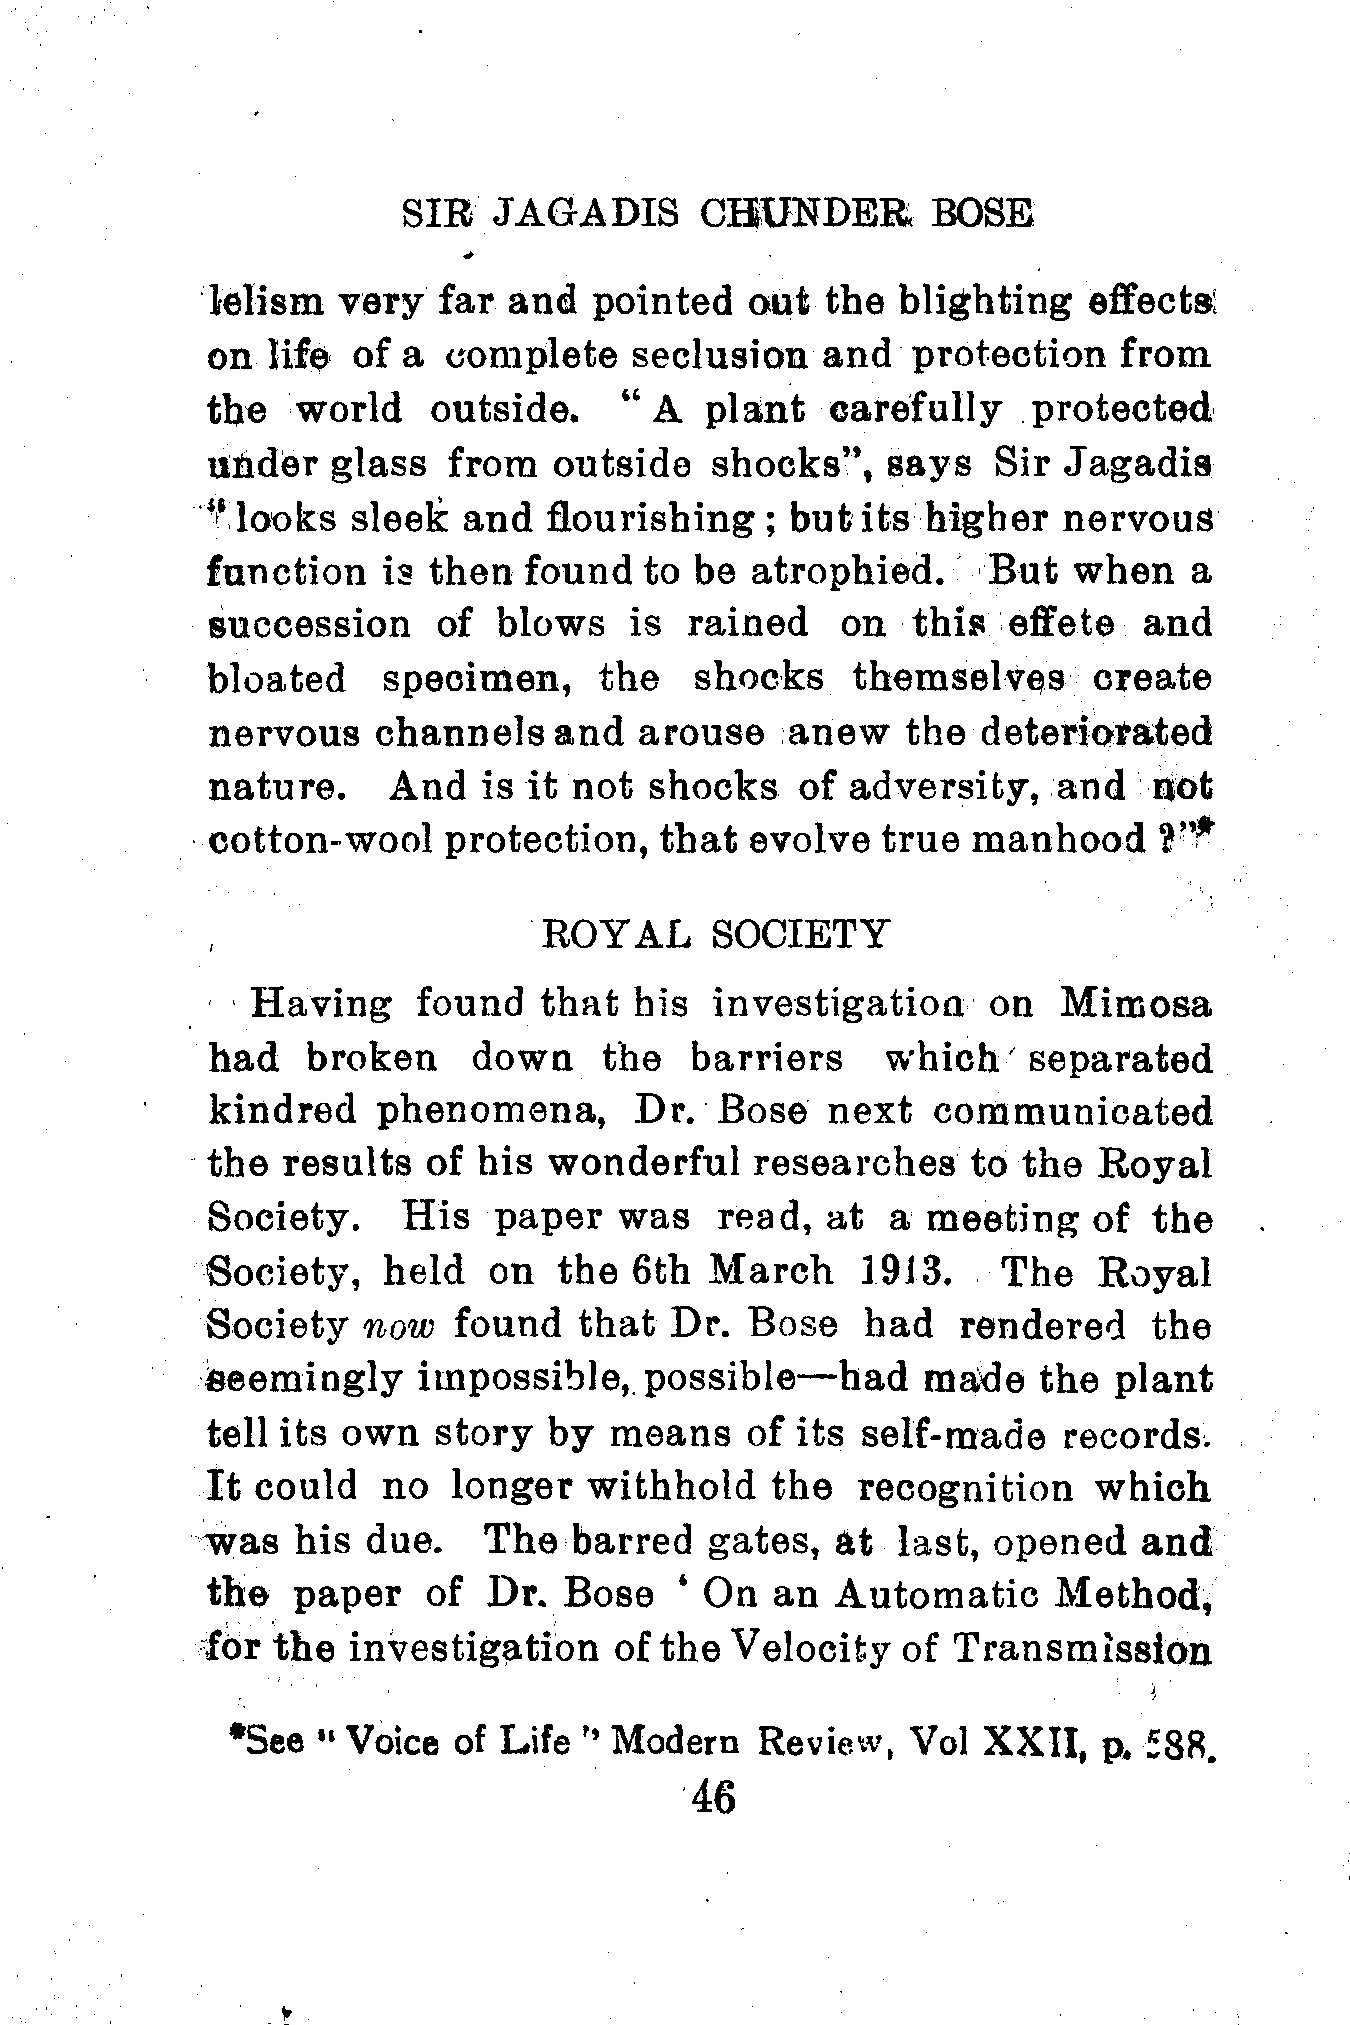 SIR JAGADIS CHUNDER BOSE
lelism very far and pointed out the blighting effects
on life of a complete seclusion and protection from
the world outside. “ A plant carefully protected
under glass from outside shocks”, says Sir Jagadis
“ looks sleek and flourishing ; but its higher nervous
function is then found to be atrophied. But when a
succession of blows is rained on this effete and
bloated specimen, the shocks themselves create
nervous channels and arouse anew the deteriorated
nature. And is it not shocks of adversity, and not
cotton-wool protection, that evolve true manhood ?”*
ROYAL SOCIETY
Having found that his investigation on Mimosa
had broken down the barriers which separated
kindred phenomena, Dr. Bose next communicated
the results of his wonderful researches to the Royal
Society. His paper was read, at a meeting of the
Society, held on the 6th March 1913. The Royal
Society now found that Dr. Bose had rendered the
seemingly impossible, possible—had made the plant
tell its own story by means of its self-made records.
It could no longer withhold the recognition which
was his due. The barred gates, at last, opened and
the paper of Dr. Bose ‘ On an Automatic Method,
for the investigation of the Velocity of Transmission
*See “ Voice of Life ” Modern Review, Vol XXII, p. 588.
46